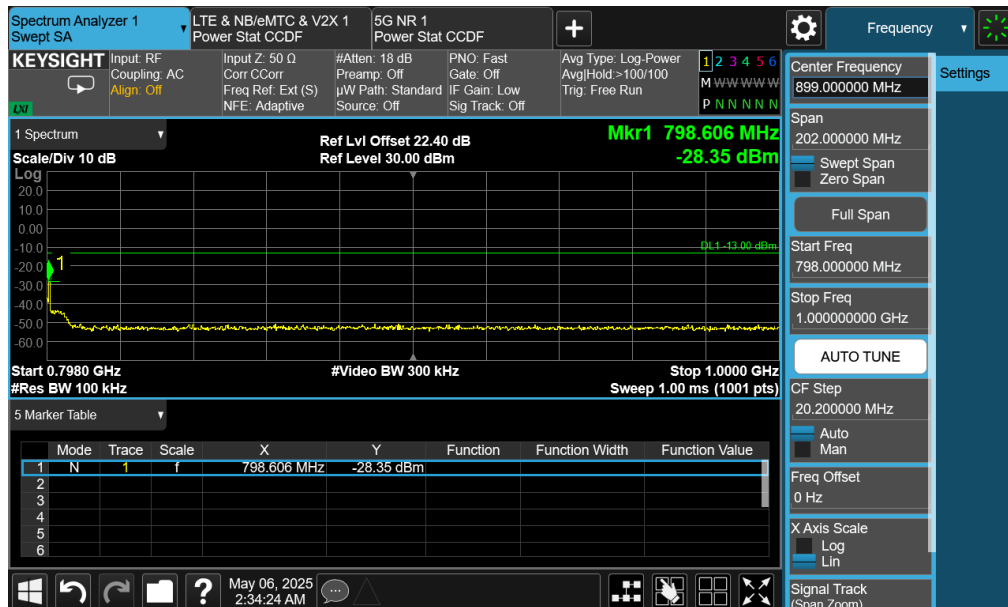 Spectrum Analyzer 1
Swept SA
LTE & NB/eMTC & V2X 1
Power Stat CCDF
5G NR 1
Power Stat CCDF
Frequency
KEYSIGHT
LXI
Input: RF
Coupling: AC
Align: Off
Input Z: 50 Ω
Corr CCorr
Freq Ref: Ext (S)
NFE: Adaptive
#Atten: 18 dB
Preamp: Off
µW Path: Standard
Source: Off
PNO: Fast
Gate: Off
IF Gain: Low
Sig Track: Off
Avg Type: Log-Power
Avg|Hold:>100/100
Trig: Free Run
1 2 3 4 5 6
M W W W W W
P N N N N N
1 Spectrum
Scale/Div 10 dB
Ref Lvl Offset 22.40 dB
Ref Level 30.00 dBm
Mkr1 798.606 MHz
-28.35 dBm
Log
20.0
10.0
0.00
-10.0
DL1 -13.00 dBm
-20.0
1
-30.0
-40.0
-50.0
-60.0
Start 0.7980 GHz
#Video BW 300 kHz
Stop 1.0000 GHz
#Res BW 100 kHz
Sweep 1.00 ms (1001 pts)
5 Marker Table
Mode Trace Scale X Y Function Function Width Function Value
1 N 1 f 798.606 MHz -28.35 dBm
2
3
4
5
6
May 06, 2025
2:34:24 AM
Center Frequency
899.000000 MHz
Span
202.000000 MHz
Swept Span
Zero Span
Full Span
Start Freq
798.000000 MHz
Stop Freq
1.000000000 GHz
AUTO TUNE
CF Step
20.200000 MHz
Auto
Man
Freq Offset
0 Hz
X Axis Scale
Log
Lin
Signal Track
(Span Zoom)
Settings